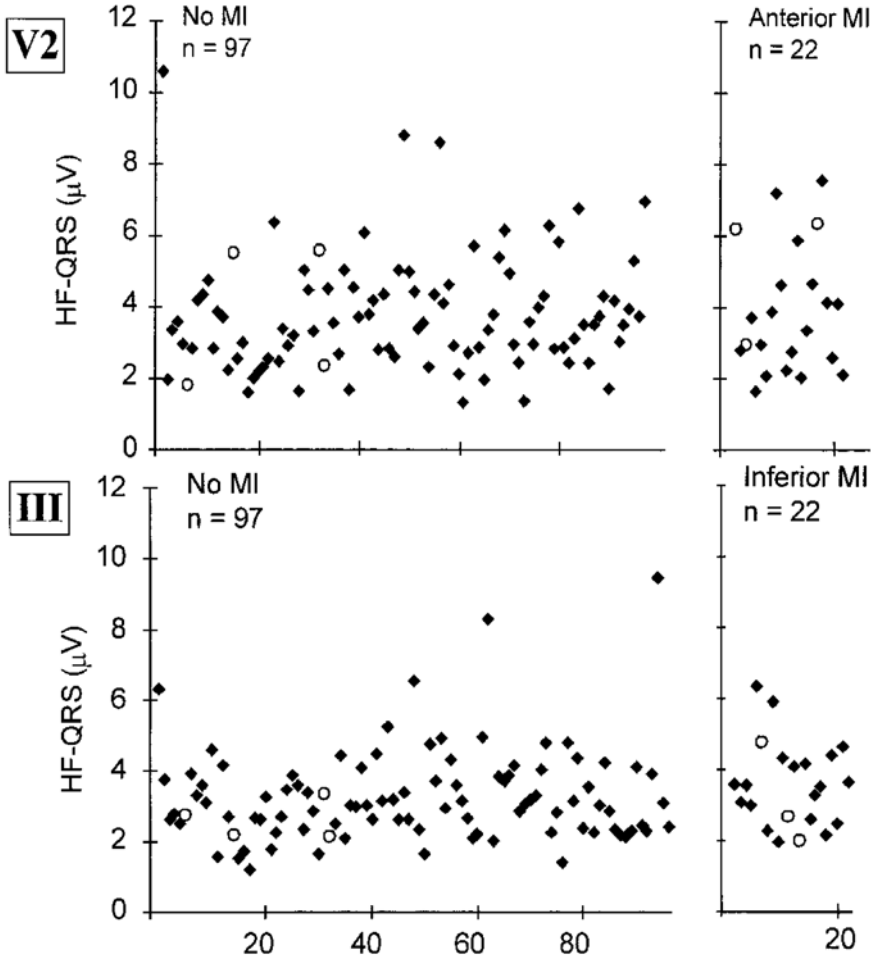 V2
No MI
n = 97
Anterior MI
n = 22
HF-QRS (μV)
12
10
8
6
4
2
0
III
No MI
n = 97
Inferior MI
n = 22
HF-QRS (μV)
12
10
8
6
4
2
0
20
40
60
80
20